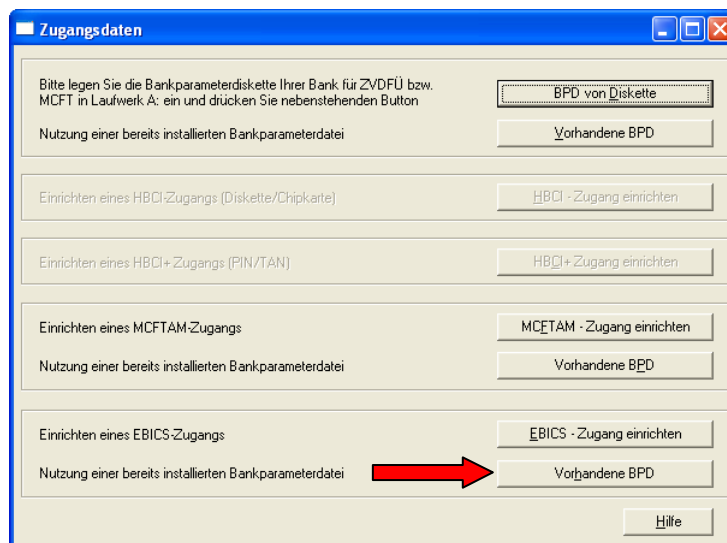 Zugangsdaten
Bitte legen Sie die Bankparameterdiskette Ihrer Bank für ZVDFÜ bzw.
MCFT in Laufwerk A: ein und drücken Sie nebenstehenden Button
BPD von Diskette
Nutzung einer bereits installierten Bankparameterdatei
Vorhandene BPD
Einrichten eines HBCI-Zugangs (Diskette/Chipkarte)
HBCI - Zugang einrichten
Einrichten eines HBCI+ Zugangs (PIN/TAN)
HBCI+ Zugang einrichten
Einrichten eines MCFTAM-Zugangs
MCFTAM - Zugang einrichten
Nutzung einer bereits installierten Bankparameterdatei
Vorhandene BPD
Einrichten eines EBICS-Zugangs
EBICS - Zugang einrichten
Nutzung einer bereits installierten Bankparameterdatei
Vorhandene BPD
Hilfe